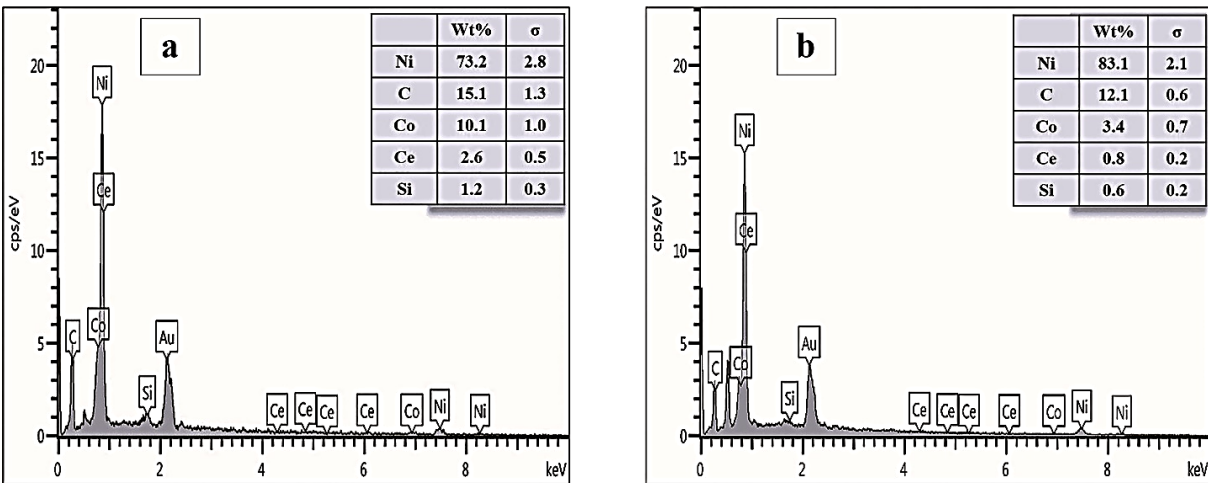 a
Wt% σ
Ni 73.2 2.8
C 15.1 1.3
Co 10.1 1.0
Ce 2.6 0.5
Si 1.2 0.3
cps/eV
20
15
10
5
0
Ni
Ce
Co
C
Si
Au
Ce Ce Ce Ce Co Ni Ni
0 2 4 6 8 keV
b
Wt% σ
Ni 83.1 2.1
C 12.1 0.6
Co 3.4 0.7
Ce 0.8 0.2
Si 0.6 0.2
cps/eV
20
15
10
5
0
Ni
Ce
Co
C
Si
Au
Ce Ce Ce Ce Co Ni Ni
0 2 4 6 8 keV